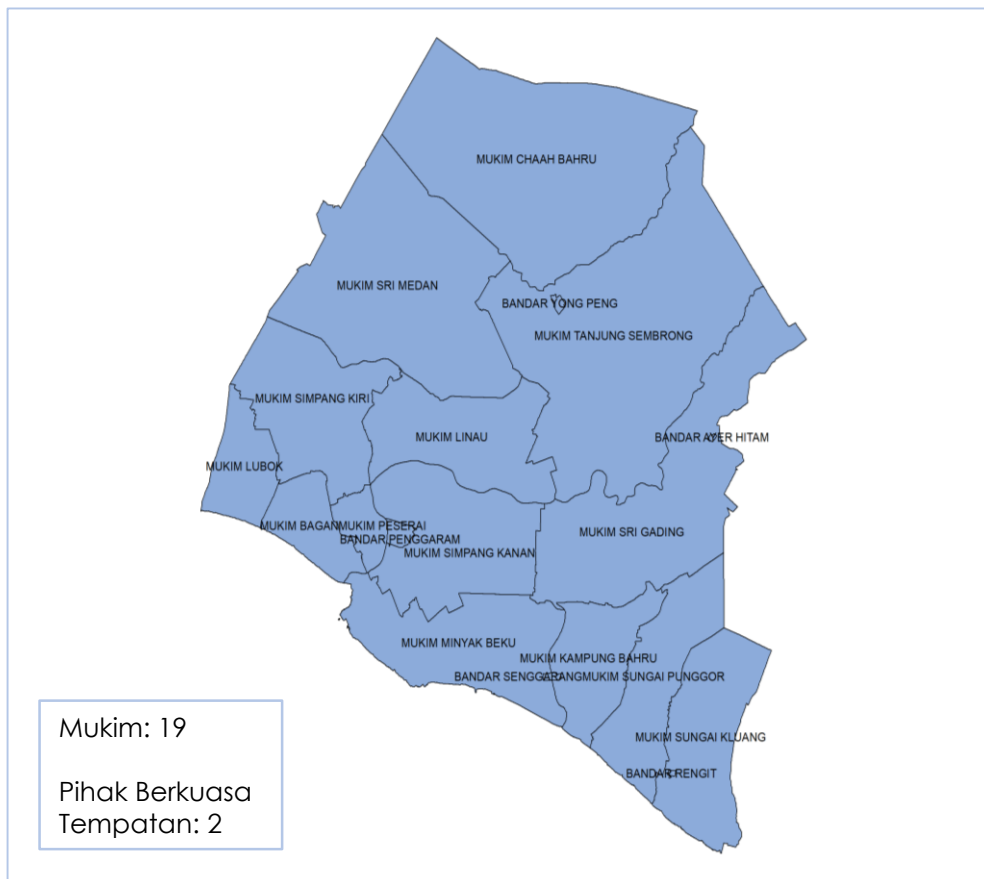 MUKIM CHAAH BAHRU
MUKIM SRI MEDAN
BANDAR YONG PENG
MUKIM TANJUNG SEMBRONG
MUKIM SIMPANG KIRI
MUKIM LINAU
BANDAR AYER HITAM
MUKIM LUBOK
MUKIM BAGAN
MUKIM PESERAI
BANDAR PENGGARAM
MUKIM SRI GADING
MUKIM SIMPANG KANAN
MUKIM MINYAK BEKU
MUKIM KAMPUNG BAHRU
BANDAR SENGGARANG
MUKIM SUNGAI PUNGGOR
MUKIM SUNGAI KLUANG
BANDAR RENGIT
Mukim: 19
Pihak Berkuasa
Tempatan: 2